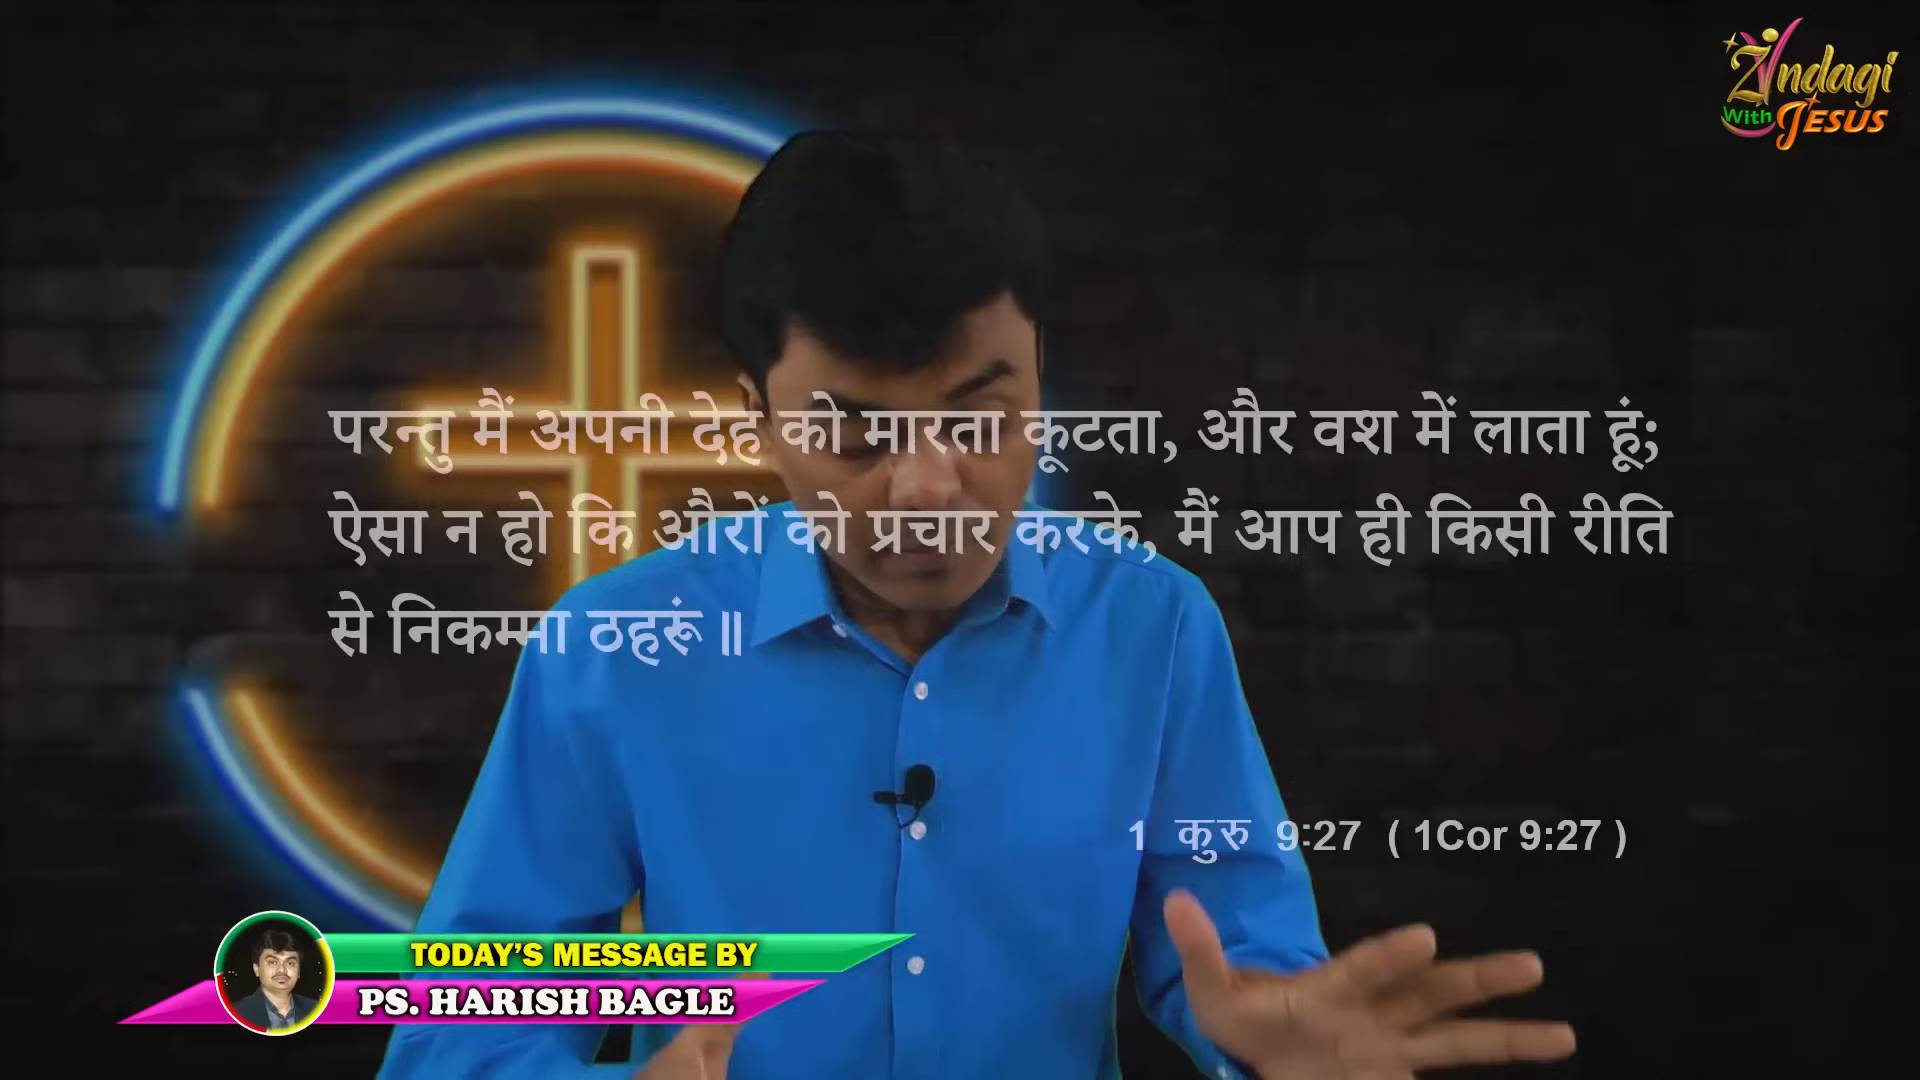 Zindagi
With JESUS
परन्तु मैं अपनी देह को मारता कूटता, और वश में लाता हूं;
ऐसा न हो कि औरों को प्रचार करके, मैं आप ही किसी रीति
से निकम्मा ठहरूं॥
1 कुरु 9:27 ( 1Cor 9:27 )
TODAY'S MESSAGE BY
PS. HARISH BAGLE